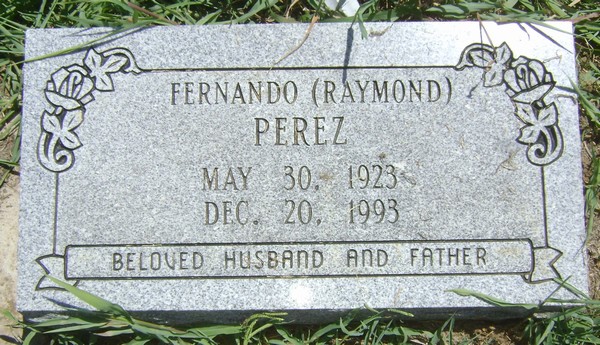 FERNANDO (RAYMOND)
PEREZ
MAY 30, 1923
DEC. 20, 1993
BELOVED HUSBAND AND FATHER